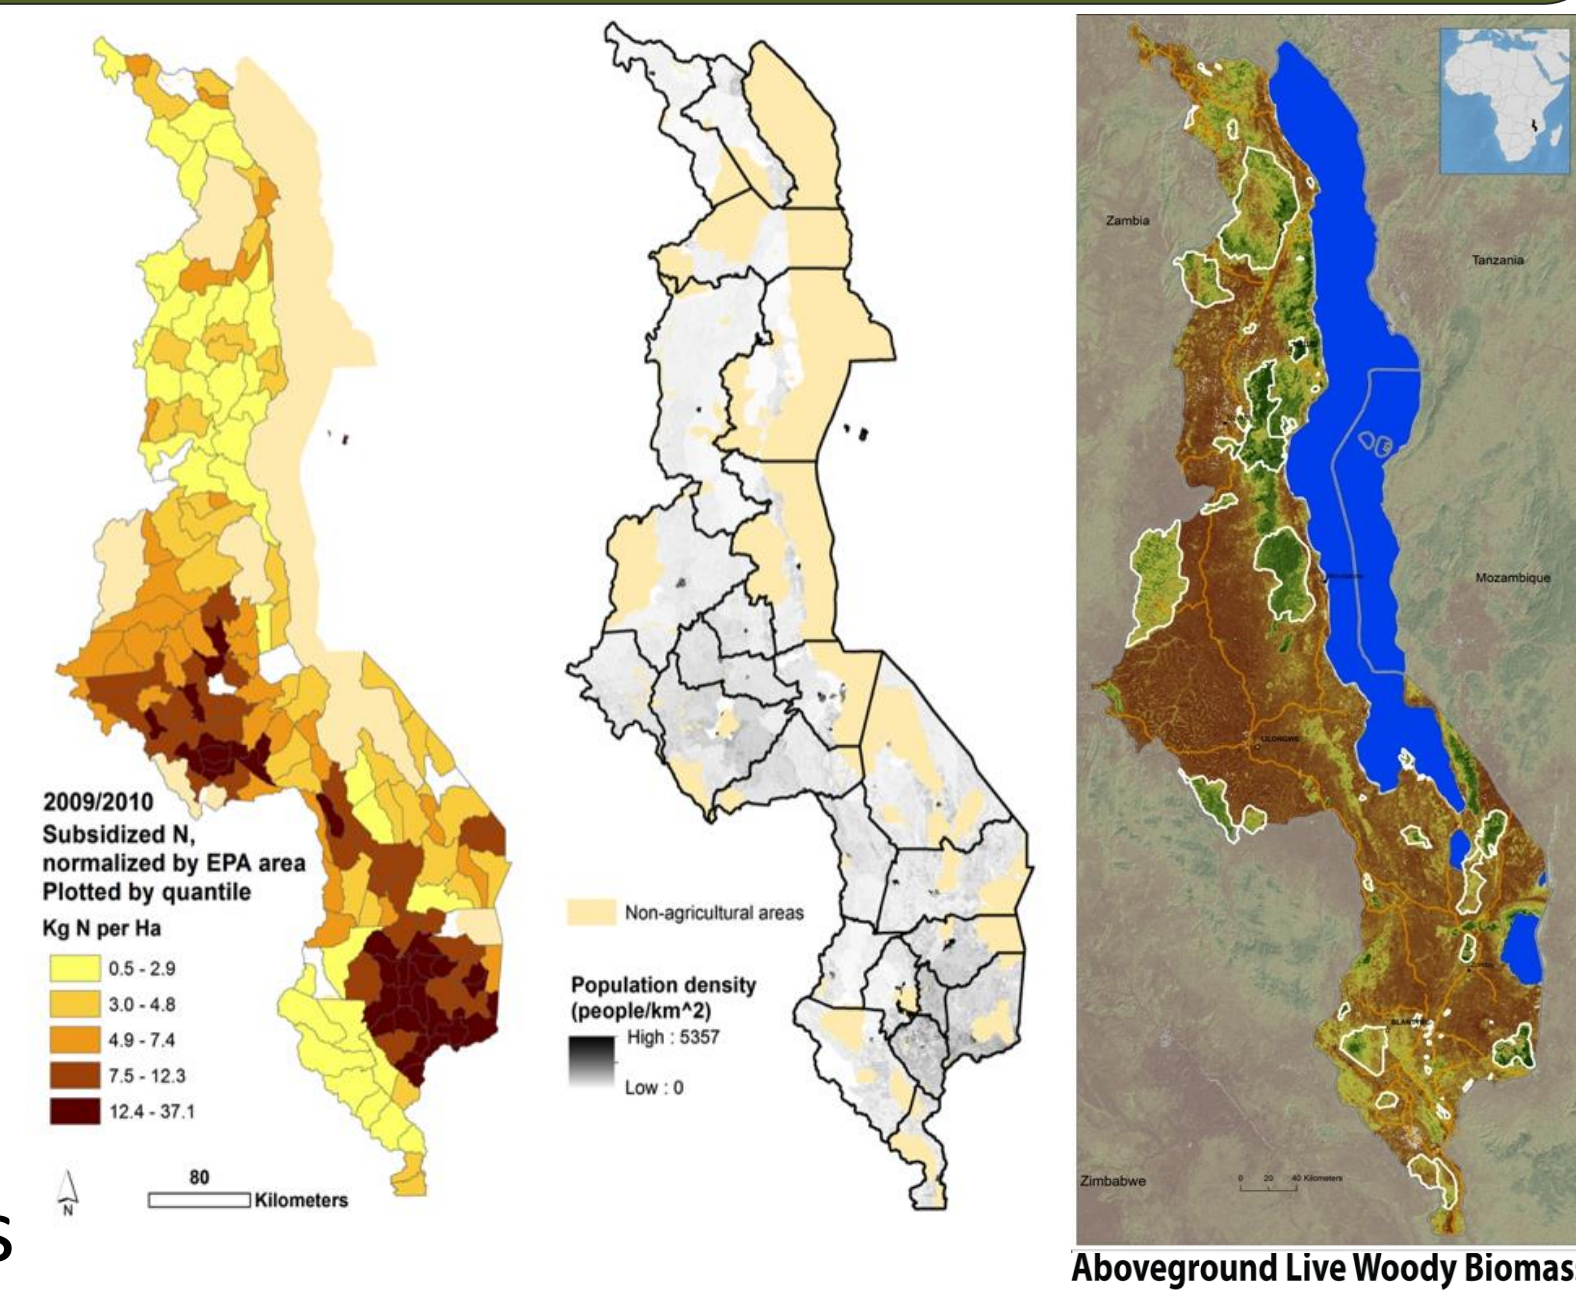 2009/2010
Subsidized N,
normalized by EPA area
Plotted by quantile
Kg N per Ha
0.5 - 2.9
3.0 - 4.8
4.9 - 7.4
7.5 - 12.3
12.4 - 37.1
N
80
Kilometers
s
Non-agricultural areas
Population density
(people/km^2)
High : 5357
Low : 0
Zambia
Tanzania
Mozambique
LILONGWE
Zimbabwe
0 20 40 Kilometers
Aboveground Live Woody Biomas